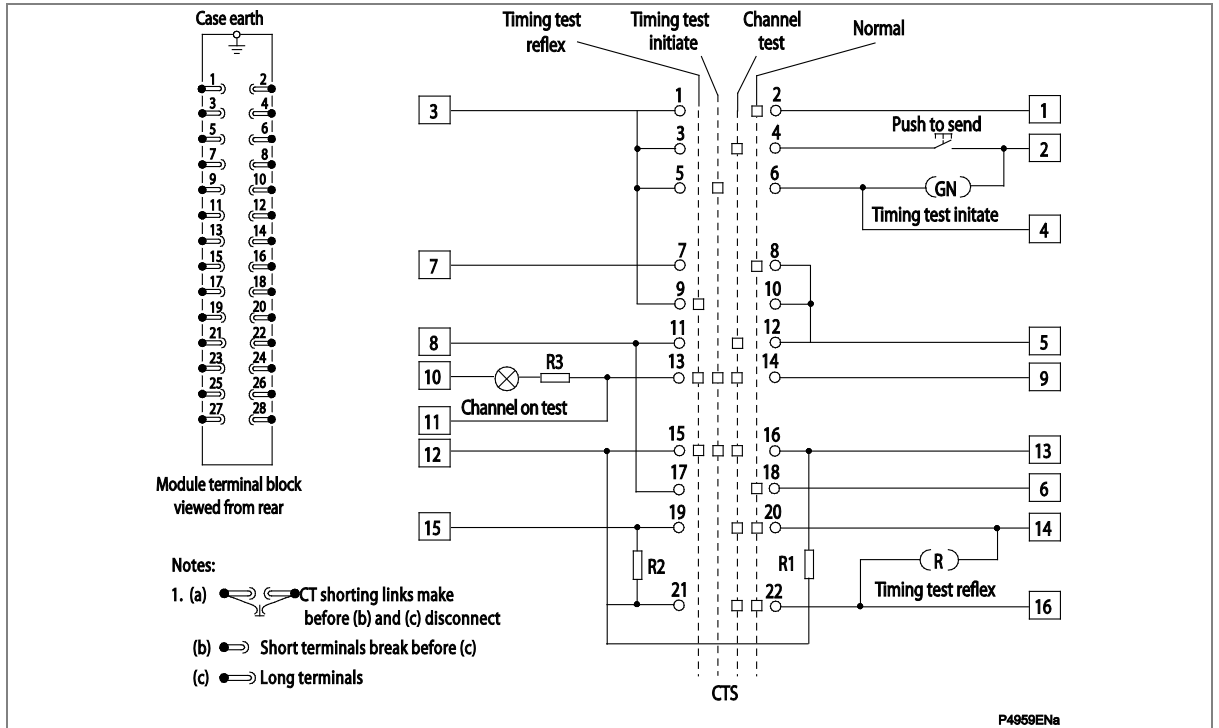 Case earth
1 2
3 4
5 6
7 8
9 10
11 12
13 14
15 16
17 18
19 20
21 22
23 24
25 26
27 28
Module terminal block
viewed from rear
Notes:
1. (a) CT shorting links make
before (b) and (c) disconnect
(b) Short terminals break before (c)
(c) Long terminals
Timing test
reflex
Timing test
initiate
Channel
test
Normal
3 1 2 1
Push to send
3 4 2
5 6 GN
Timing test initate
4
7 7 8
9 10
8 11 12 5
10 R3 13 14 9
Channel on test
11
12 15 16 13
17 18 6
15 19 20 14
R2 R1 R
Timing test reflex
21 22 16
CTS
P4959ENa